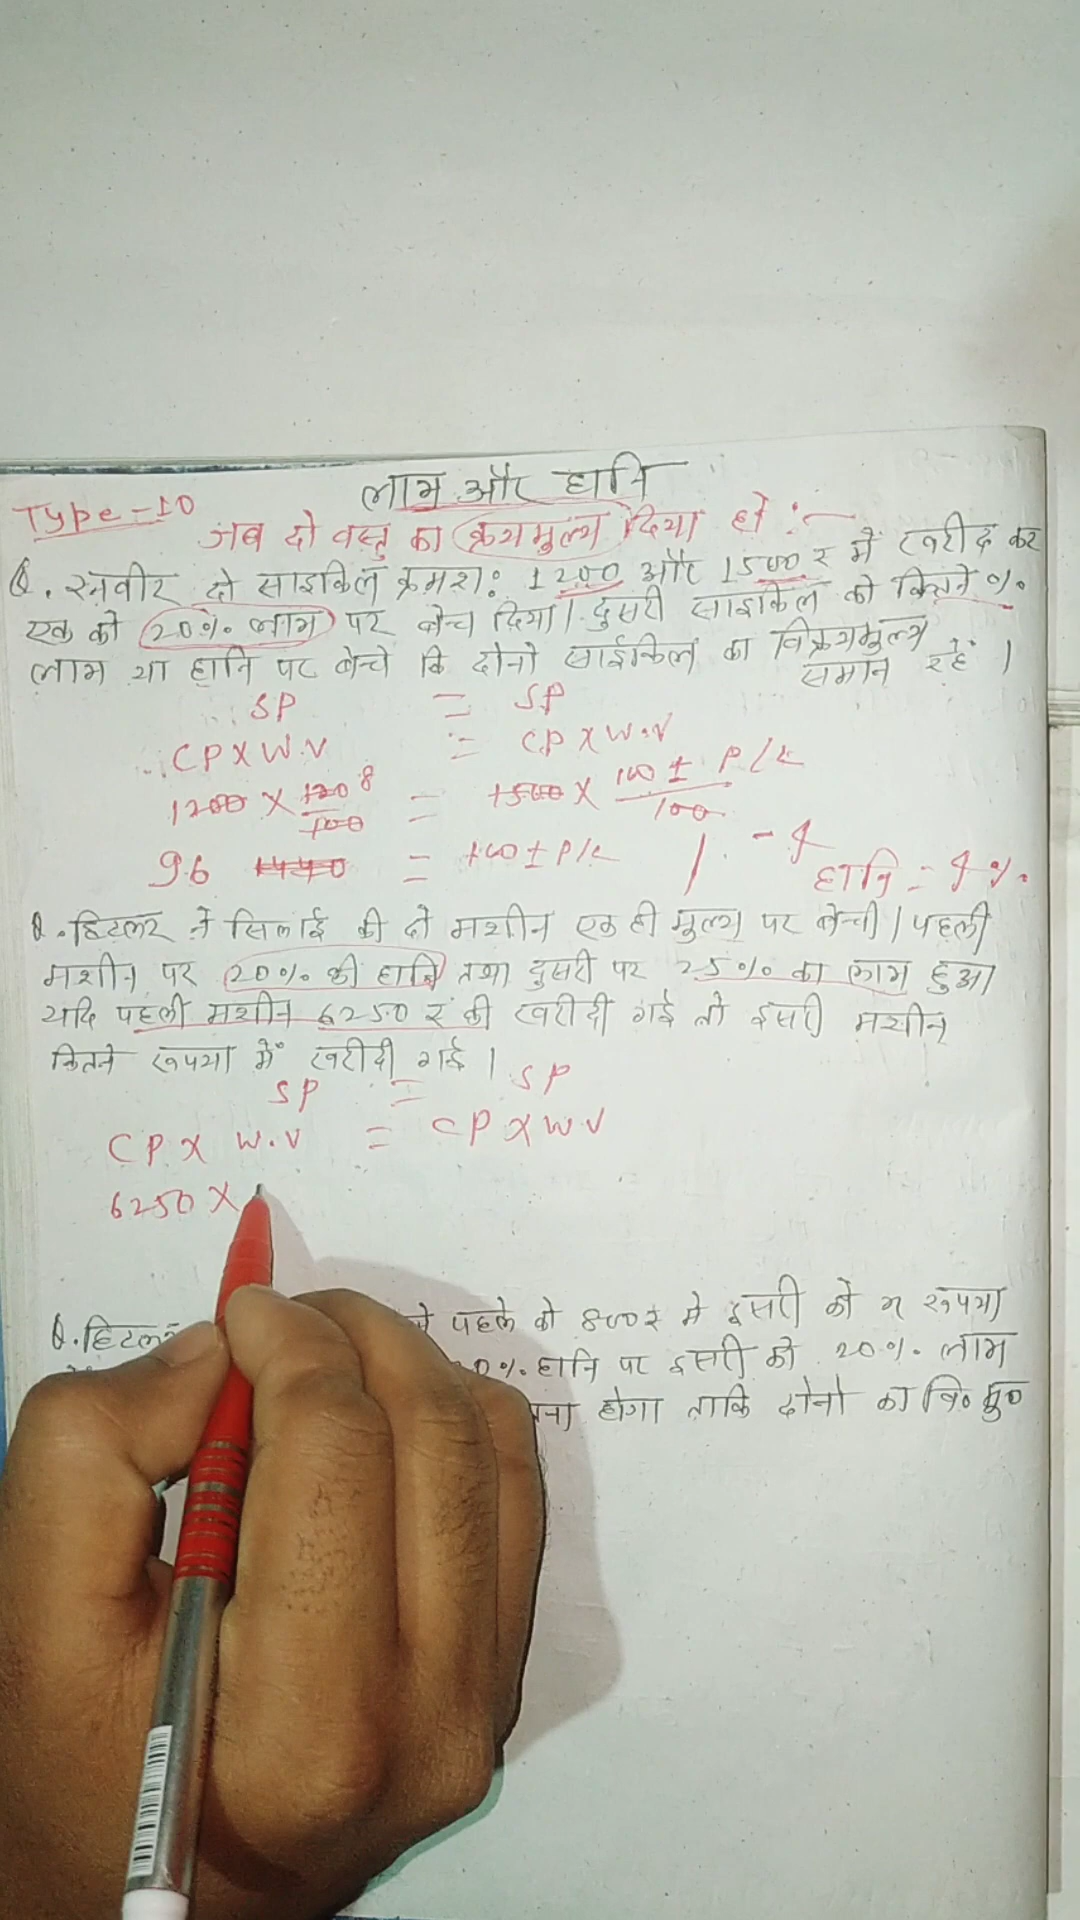 लाभ और हानि
Type-10
जब दो वस्तु का क्रयमुल्य दिया हो :-
Q. रनवीर दो साइकिल क्रमश: 1200 और 1500 ₹ में खरीद कर
एक को 20% लाभ पर बेच दिया। दुसरी साइकिल को कितने %
लाभ या हानि पर बेचे कि दोनो साईकिल का विक्रयमुल्य
समान रहें ।
SP = SP
CP X W.V = CP X W.V
1200 X 120 8 / 100 = 1500 X 100 ± P/L / 100
96 1440 = 100 ± P/L | -4
हानि = 4%
Q. हिटलर ने सिलाई की दो मशीन एक ही मुल्य पर बेची। पहली
मशीन पर 20% की हानि तथा दुसरी पर 25% का लाभ हुआ
यदि पहली मशीन 6250 ₹ की खरीदी गई तो दुसरी मशीन
कितने रूपया में खरीदी गई।
SP = SP
CP X W.V = CP X W V
6250 X
Q. हिटलर पहले को 800₹ मे दुसरी को x रूपया
0% हानि पर दुसरी को 20% लाभ
होगा ताकि दोनो का वि० मु०